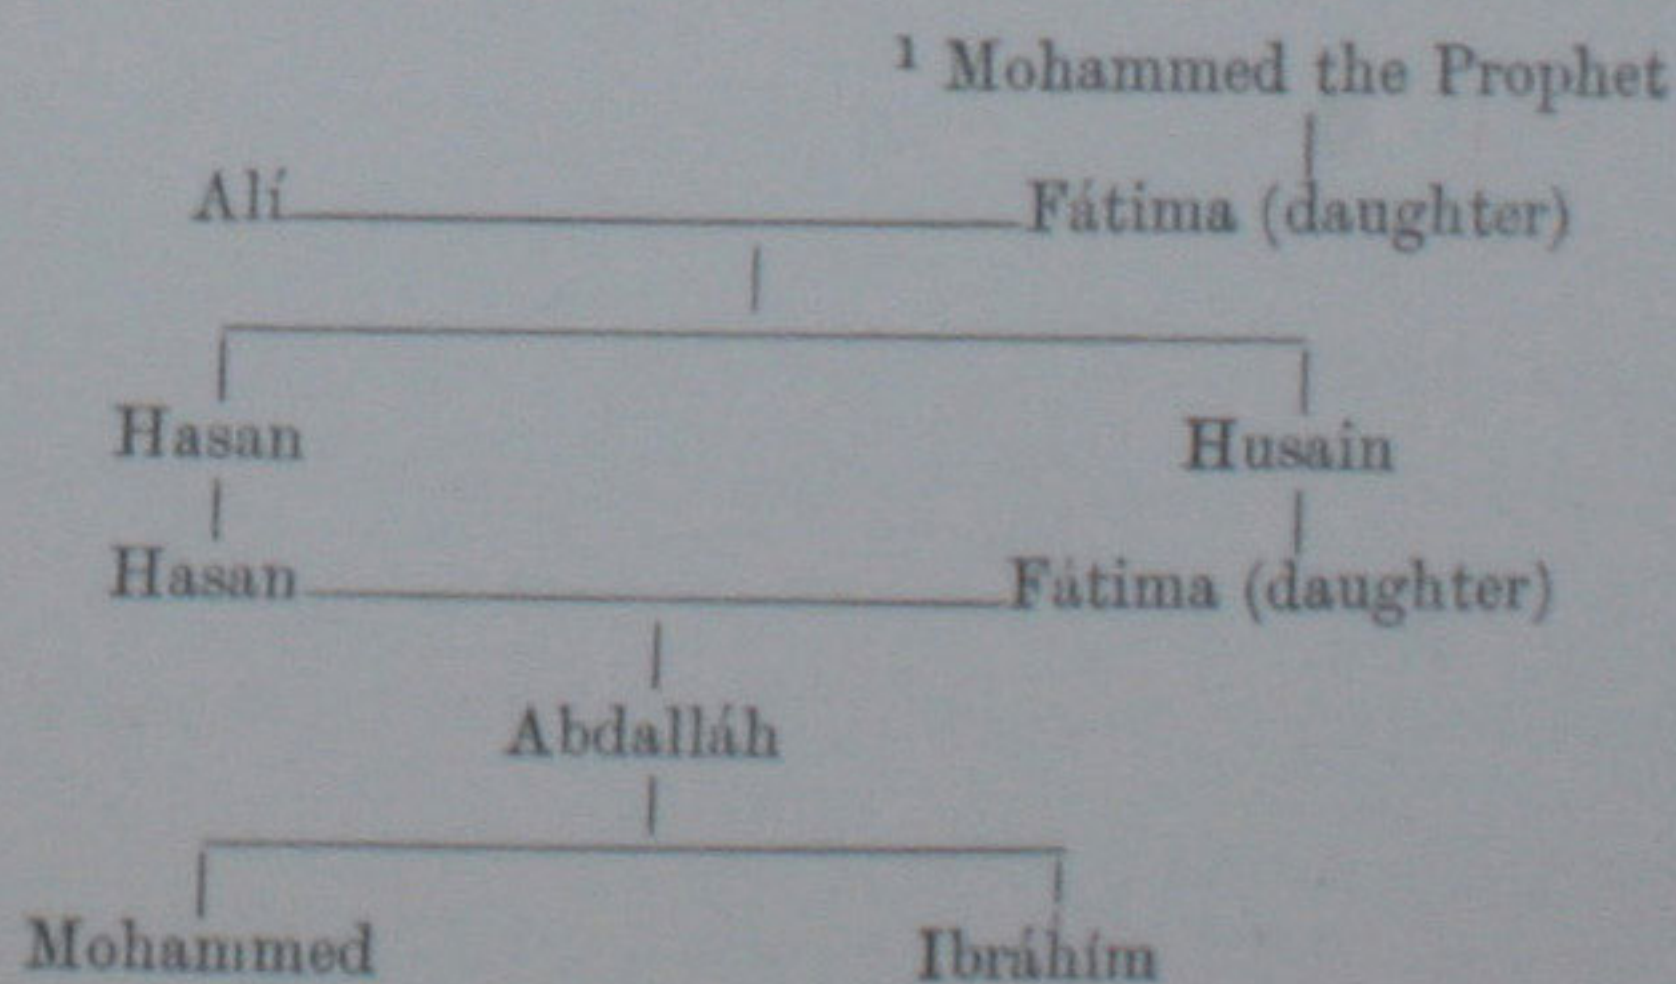 ¹ Mohammed the Prophet
Alí Fátima (daughter)
Hasan Husain
Hasan Fátima (daughter)
Abdalláh
Mohammed Ibráhím